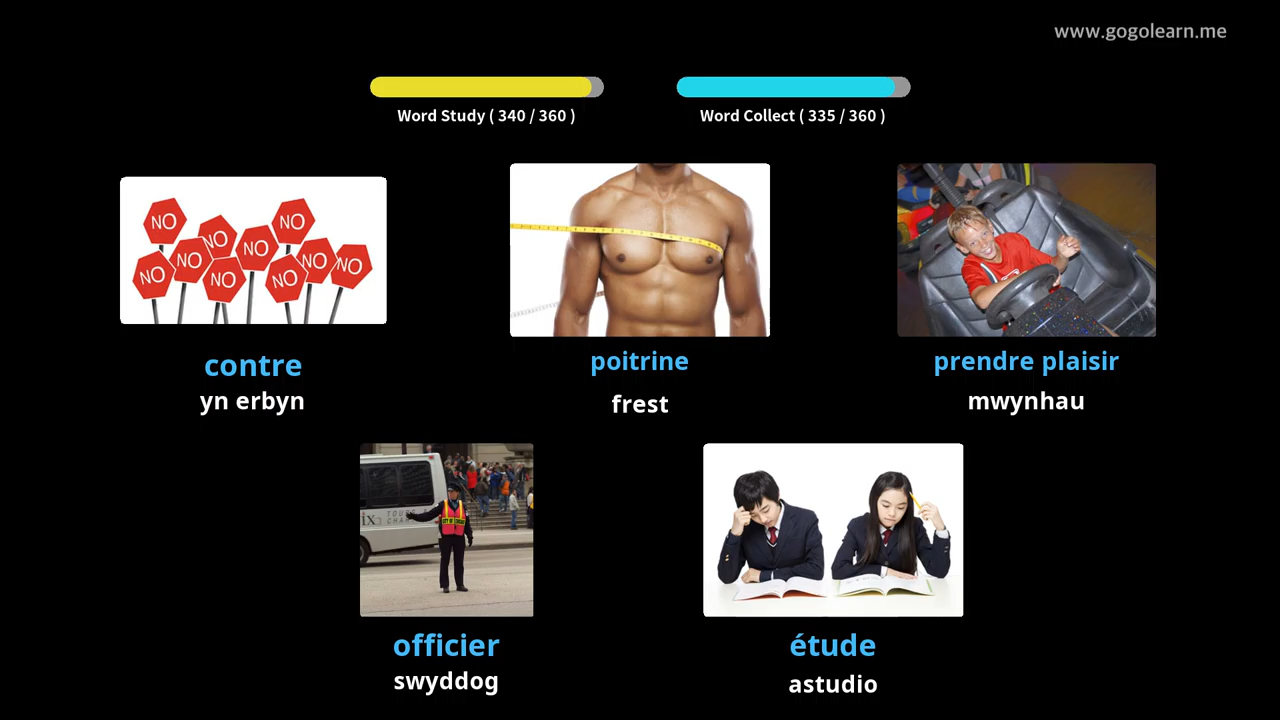 www.gogolearn.me
Word Study ( 340 / 360 )
Word Collect ( 335 / 360 )
NO
NO
NO
NO
NO
NO
NO
NO
NO
NO
contre
yn erbyn
poitrine
frest
prendre plaisir
mwynhau
officier
swyddog
étude
astudio